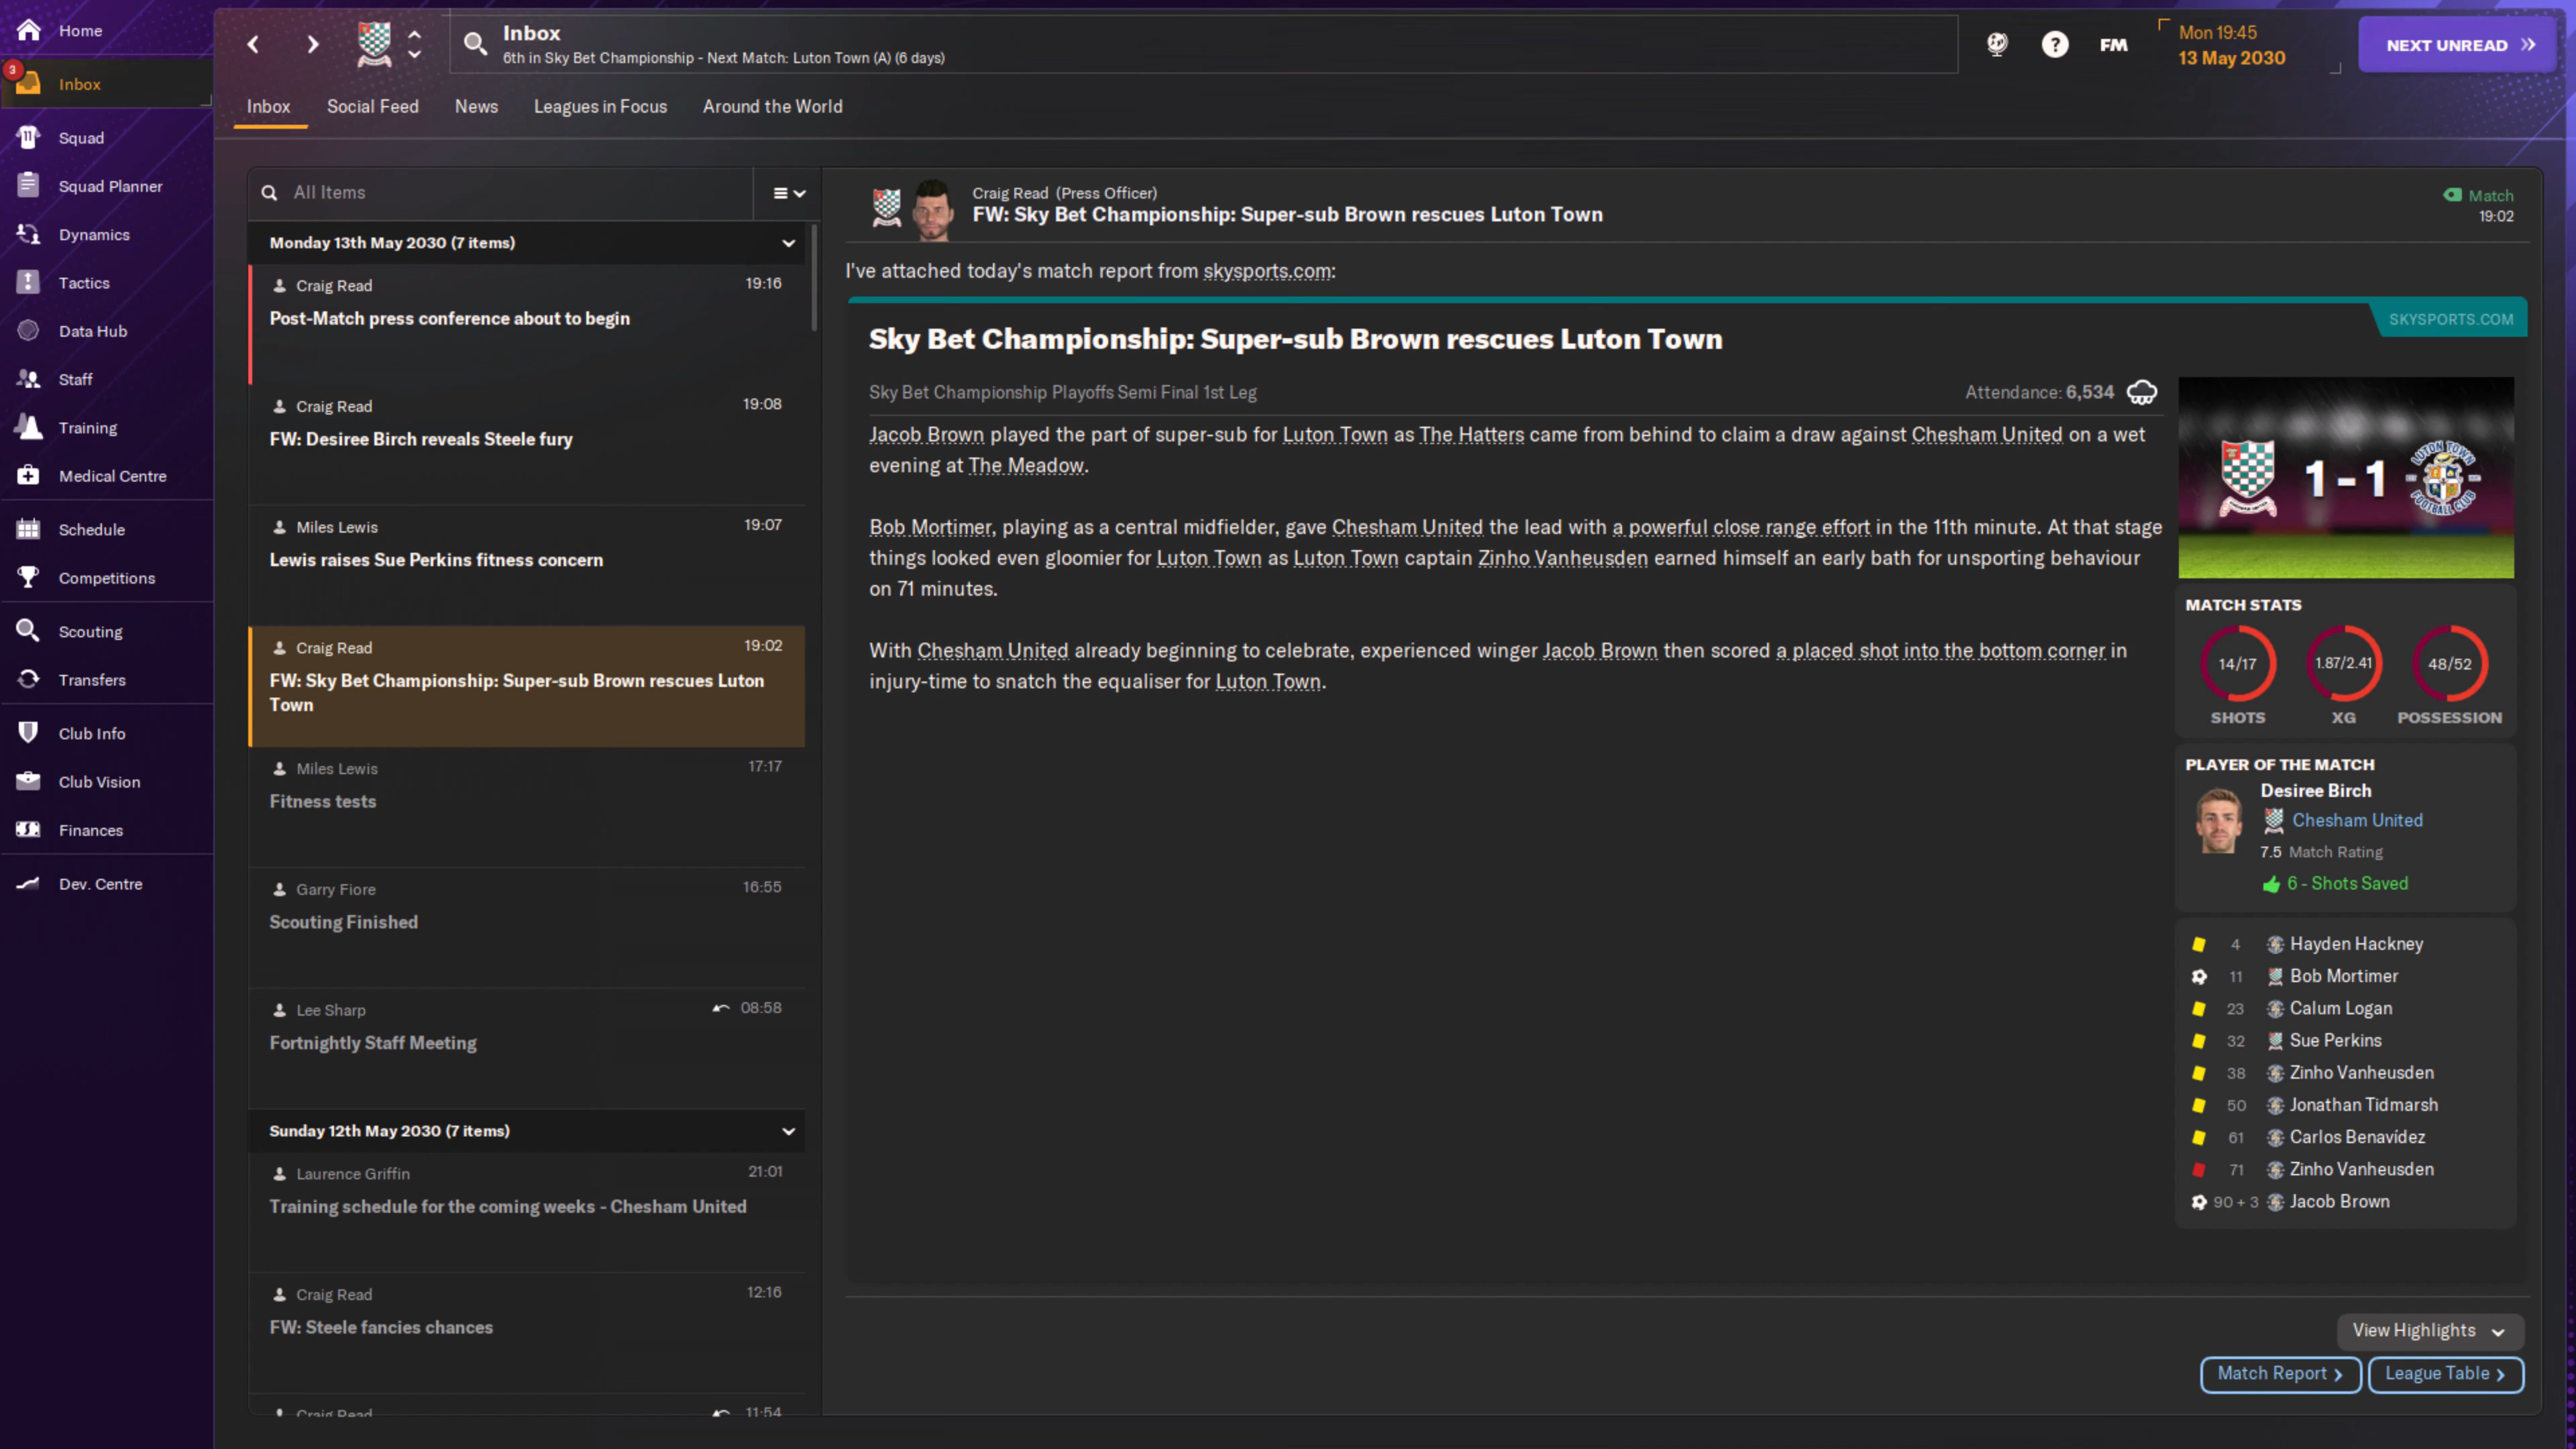 Home
3
Inbox
Squad
Squad Planner
Dynamics
Tactics
Data Hub
Staff
Training
Medical Centre
Schedule
Competitions
Scouting
Transfers
Club Info
Club Vision
Finances
Dev. Centre
Inbox
6th in Sky Bet Championship - Next Match: Luton Town (A) (6 days)
FM
Mon 19:45
13 May 2030
NEXT UNREAD
Inbox Social Feed News Leagues in Focus Around the World
All Items
Monday 13th May 2030 (7 items)
Craig Read 19:16
Post-Match press conference about to begin
Craig Read 19:08
FW: Desiree Birch reveals Steele fury
Miles Lewis 19:07
Lewis raises Sue Perkins fitness concern
Craig Read 19:02
FW: Sky Bet Championship: Super-sub Brown rescues Luton
Town
Miles Lewis 17:17
Fitness tests
Garry Fiore 16:55
Scouting Finished
Lee Sharp 08:58
Fortnightly Staff Meeting
Sunday 12th May 2030 (7 items)
Laurence Griffin 21:01
Training schedule for the coming weeks - Chesham United
Craig Read 12:16
FW: Steele fancies chances
Craig Read 11:54
Craig Read (Press Officer)
FW: Sky Bet Championship: Super-sub Brown rescues Luton Town
Match
19:02
I've attached today's match report from skysports.com:
SKYSPORTS.COM
Sky Bet Championship: Super-sub Brown rescues Luton Town
Sky Bet Championship Playoffs Semi Final 1st Leg Attendance: 6,534
Jacob Brown played the part of super-sub for Luton Town as The Hatters came from behind to claim a draw against Chesham United on a wet
evening at The Meadow.
Bob Mortimer, playing as a central midfielder, gave Chesham United the lead with a powerful close range effort in the 11th minute. At that stage
things looked even gloomier for Luton Town as Luton Town captain Zinho Vanheusden earned himself an early bath for unsporting behaviour
on 71 minutes.
With Chesham United already beginning to celebrate, experienced winger Jacob Brown then scored a placed shot into the bottom corner in
injury-time to snatch the equaliser for Luton Town.
1 - 1
LUTON TOWN
FOOTBALL CLUB
MATCH STATS
14/17 1.87/2.41 48/52
SHOTS XG POSSESSION
PLAYER OF THE MATCH
Desiree Birch
Chesham United
7.5 Match Rating
6 - Shots Saved
4 Hayden Hackney
11 Bob Mortimer
23 Calum Logan
32 Sue Perkins
38 Zinho Vanheusden
50 Jonathan Tidmarsh
61 Carlos Benavídez
71 Zinho Vanheusden
90 + 3 Jacob Brown
View Highlights
Match Report
League Table